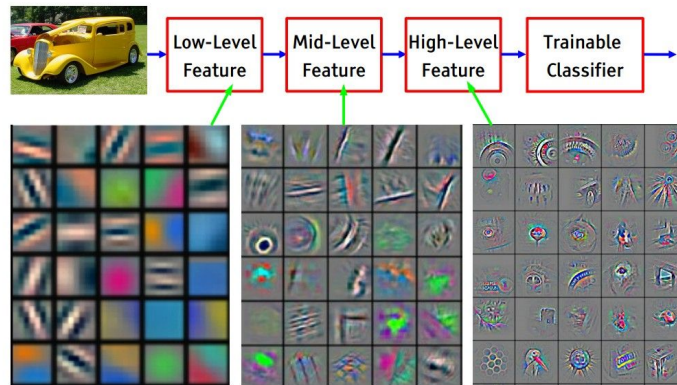 Low-Level
Feature
Mid-Level
Feature
High-Level
Feature
Trainable
Classifier